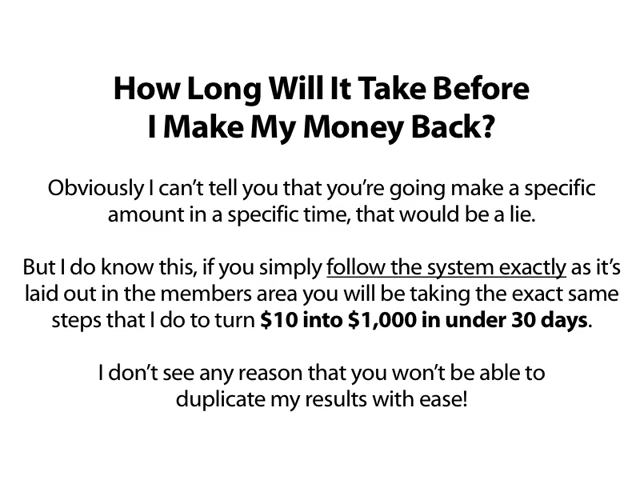 How Long Will It Take Before
I Make My Money Back?
Obviously I can't tell you that you're going make a specific
amount in a specific time, that would be a lie.
But I do know this, if you simply follow the system exactly as it's
laid out in the members area you will be taking the exact same
steps that I do to turn $10 into $1,000 in under 30 days.
I don't see any reason that you won't be able to
duplicate my results with ease!